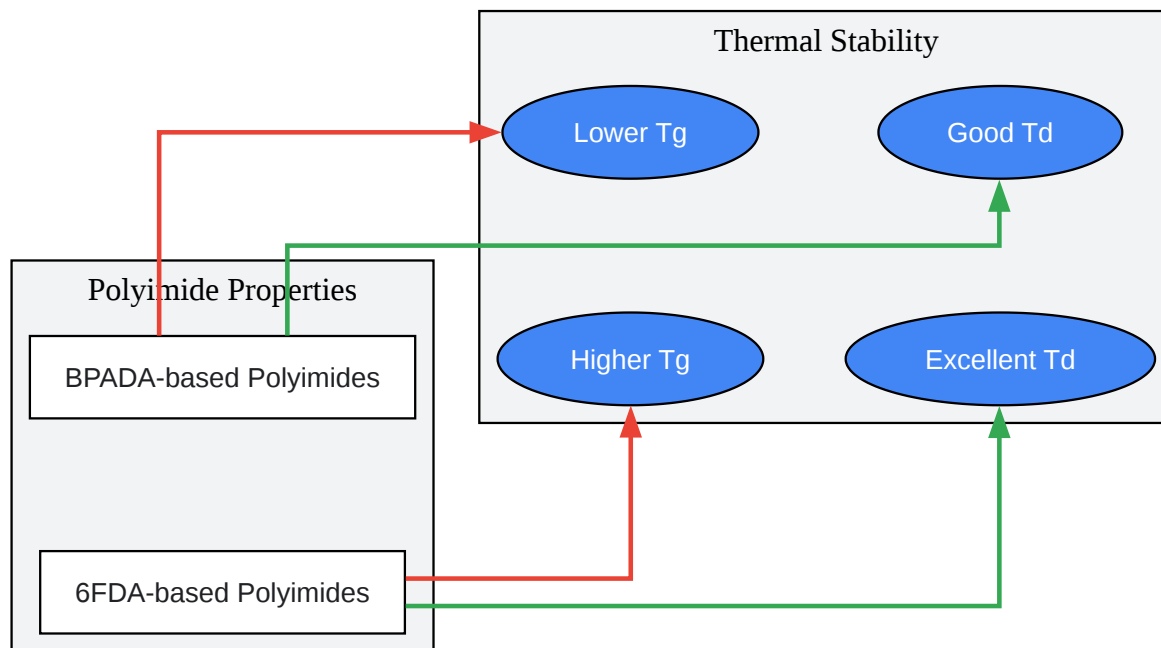 Thermal Stability
Lower Tg
Good Td
Polyimide Properties
BPADA-based Polyimides
Higher Tg
Excellent Td
6FDA-based Polyimides